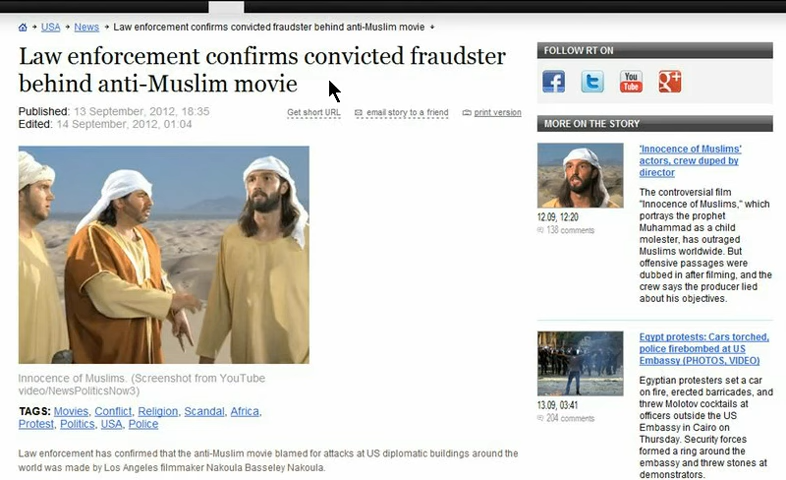 USA
News
Law enforcement confirms convicted fraudster behind anti-Muslim movie
Law enforcement confirms convicted fraudster
behind anti-Muslim movie
Published: 13 September, 2012, 18:35
Edited: 14 September, 2012, 01:04
Get short URL
email story to a friend
print version
Innocence of Muslims. (Screenshot from YouTube
video/NewsPoliticsNow3)
TAGS: Movies, Conflict, Religion, Scandal, Africa,
Protest, Politics, USA, Police
Law enforcement has confirmed that the anti-Muslim movie blamed for attacks at US diplomatic buildings around the
world was made by Los Angeles filmmaker Nakoula Basseley Nakoula.
FOLLOW RT ON
f
t
You
Tube
g+
MORE ON THE STORY
'Innocence of Muslims'
actors, crew duped by
director
12.09, 12:20
138 comments
The controversial film
"Innocence of Muslims," which
portrays the prophet
Muhammad as a child
molester, has outraged
Muslims worldwide. But
offensive passages were
dubbed in after filming, and the
crew says the producer lied
about his objectives.
Egypt protests: Cars torched,
police firebombed at US
Embassy (PHOTOS, VIDEO)
13.09, 03:41
204 comments
Egyptian protesters set a car
on fire, erected barricades, and
threw Molotov cocktails at
officers outside the US
Embassy in Cairo on
Thursday. Security forces
formed a ring around the
embassy and threw stones at
demonstrators.